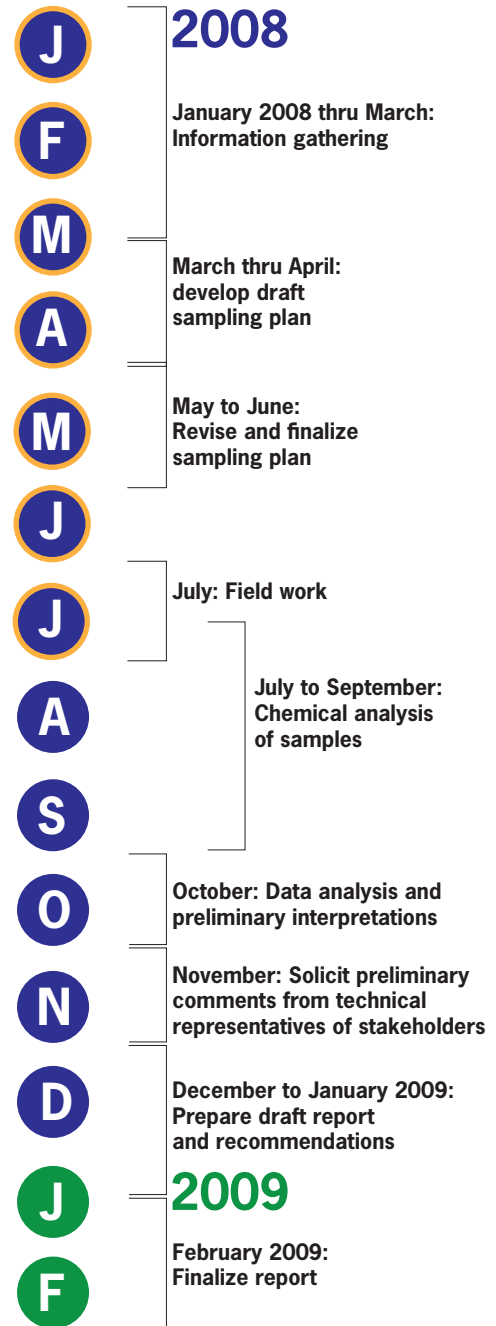 J
2008
January 2008 thru March:
F
Information gathering
M
March thru April:
develop draft
A
sampling plan
May to June:
M
Revise and finalize
sampling plan
J
July: Field work
J
July to September:
A
Chemical analysis
of samples
S
October: Data analysis and
O
preliminary interpretations
November: Solicit preliminary
N
comments from technical
representatives of stakeholders
December to January 2009:
D
Prepare draft report
and recommendations
J
2009
February 2009:
Finalize report
F